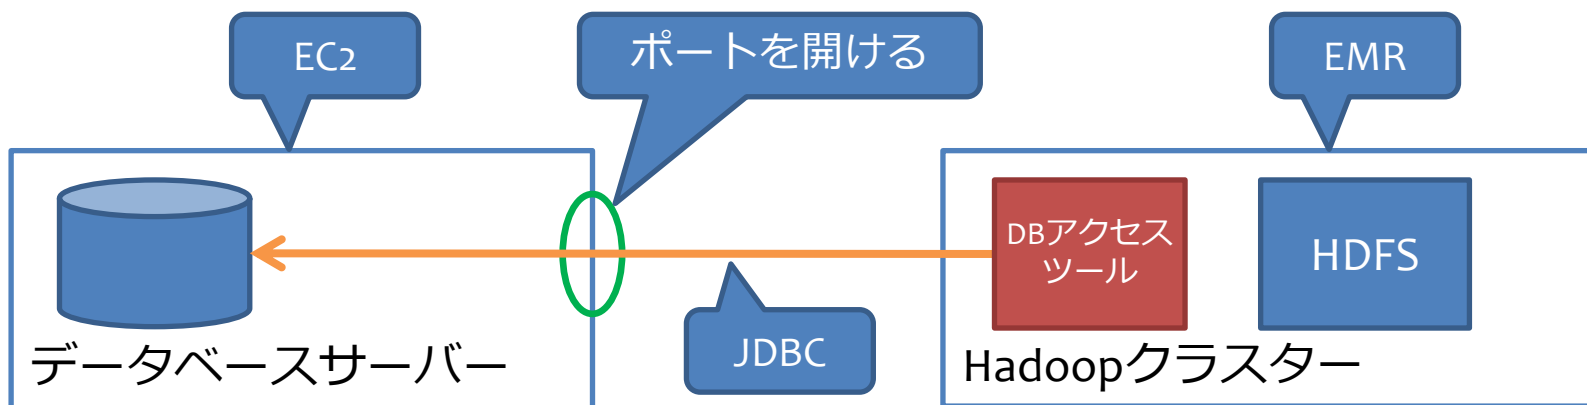 EC2
ポートを開ける
EMR
DBアクセス
ツール
HDFS
JDBC
データベースサーバー
Hadoopクラスター